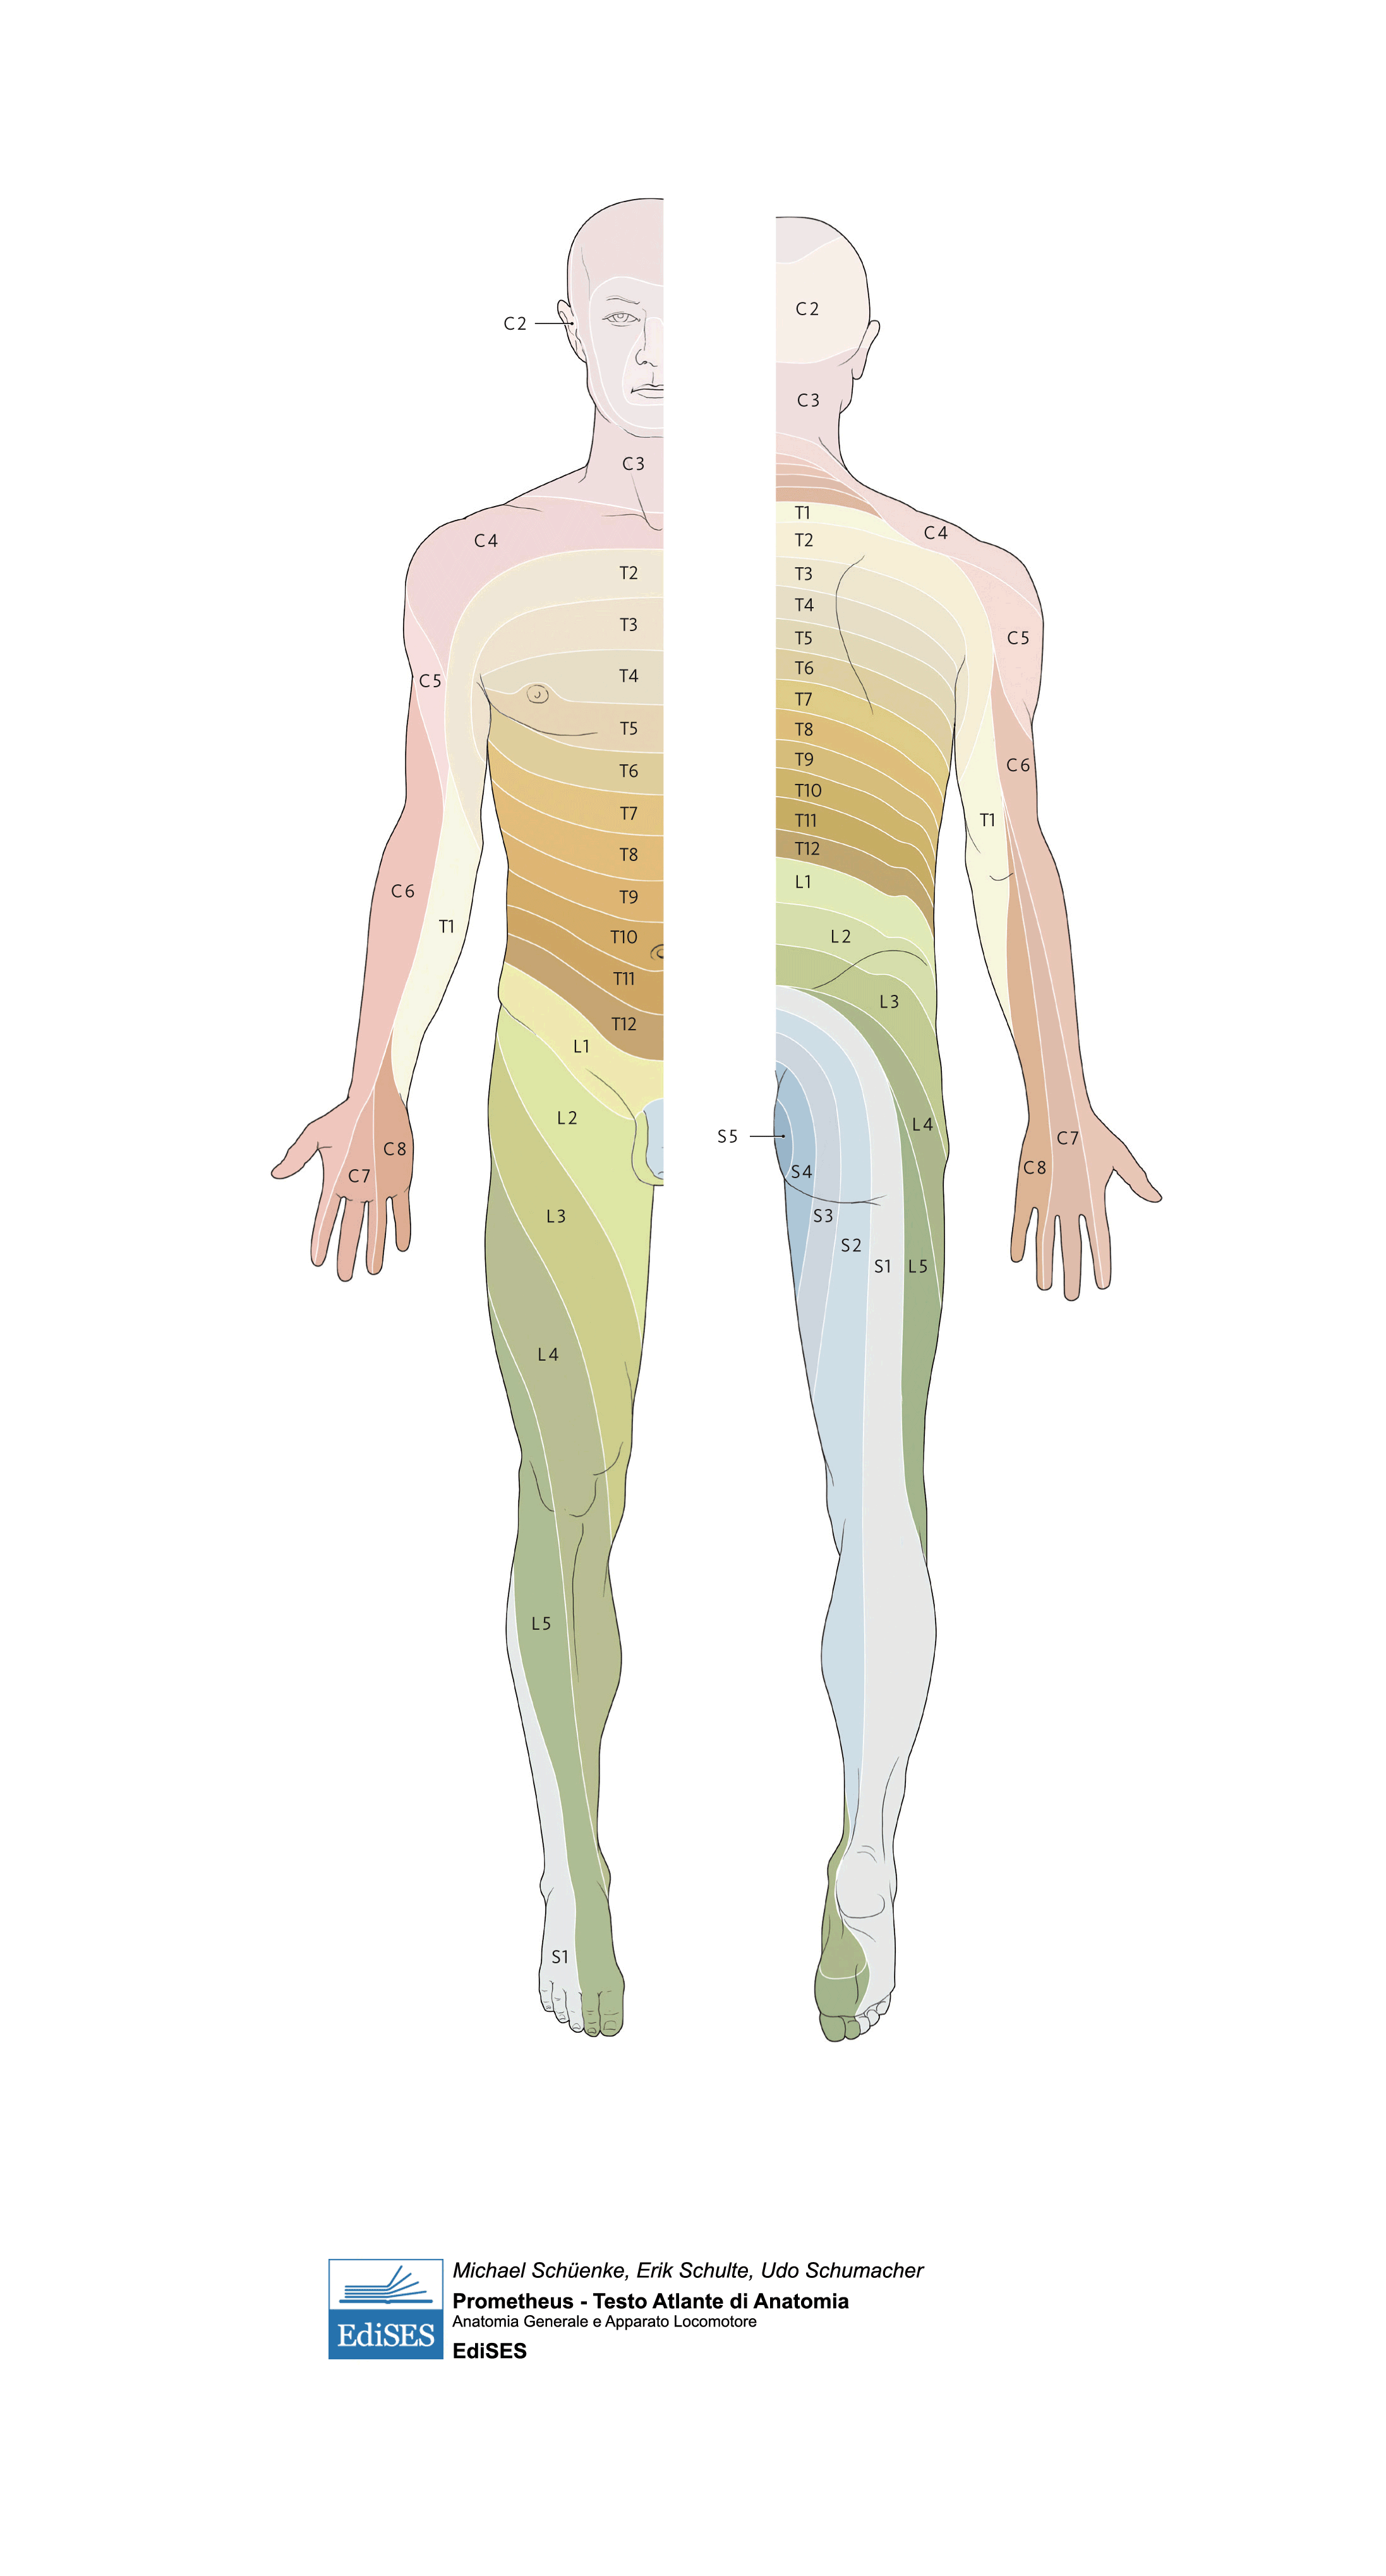 C2
C3
C4
T2
T3
T4
C5
T5
T6
T7
T8
C6
T9
T1
T10
T11
T12
L1
L2
C8
C7
L3
L4
L5
S1
C2
C3
T1
C4
T2
T3
T4
T5
C5
T6
T7
T8
T9
C6
T10
T11
T1
T12
L1
L2
L3
L4
S5
C7
C8
S4
S3
S2
S1
L5
EdiSES
Michael Schüenke, Erik Schulte, Udo Schumacher
Prometheus - Testo Atlante di Anatomia
Anatomia Generale e Apparato Locomotore
EdiSES